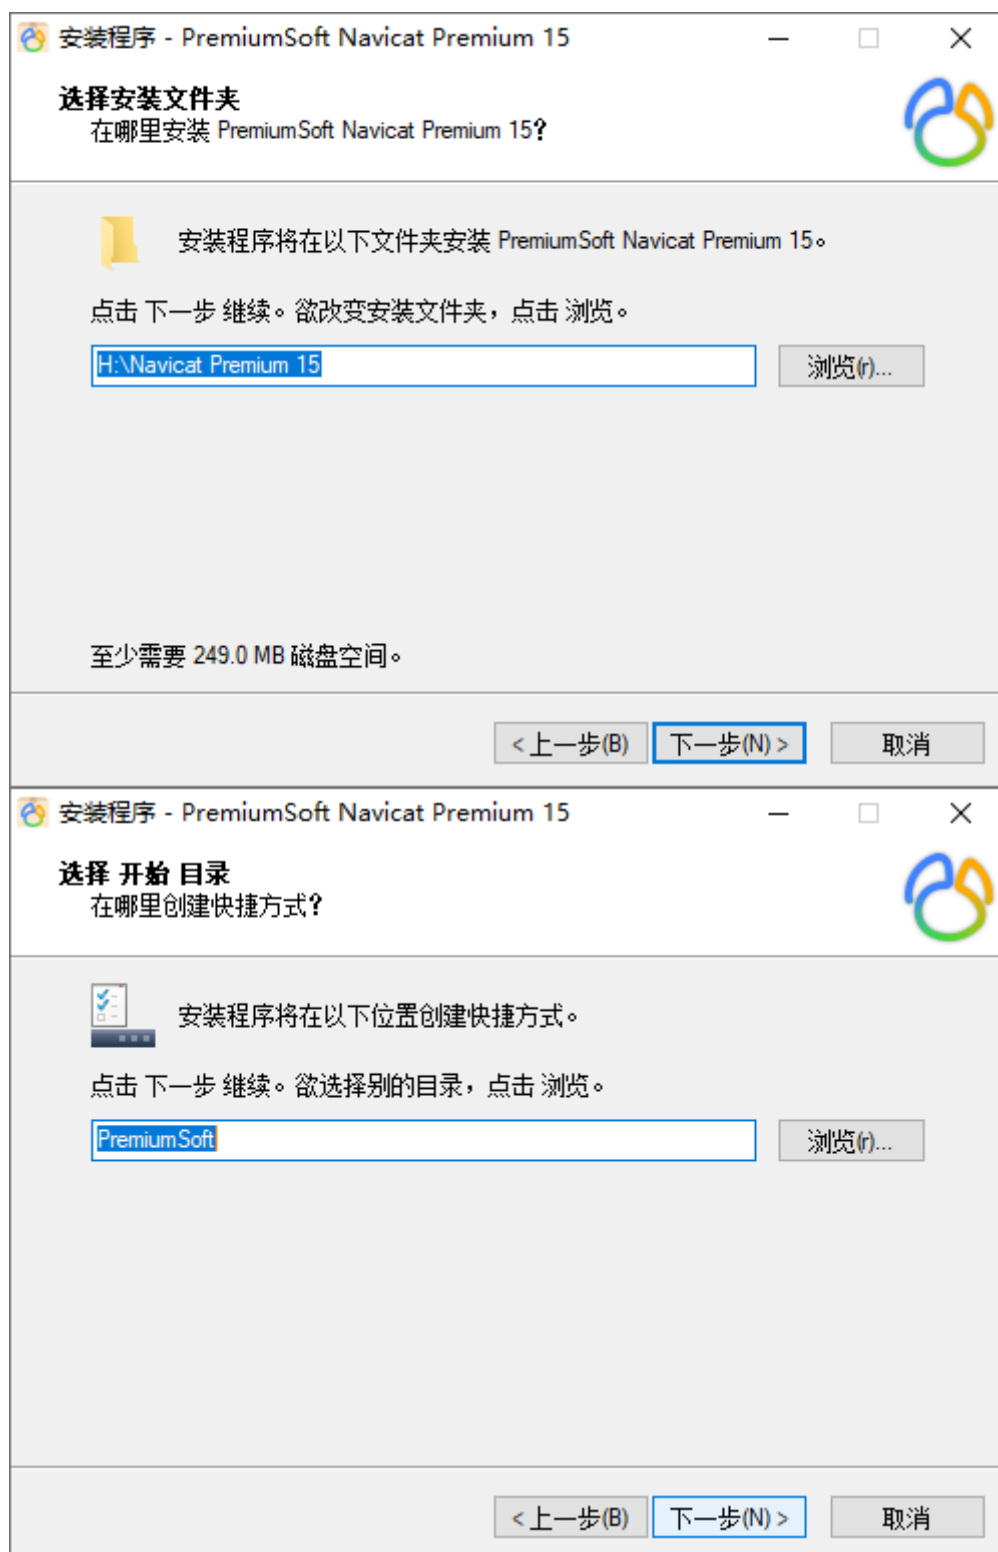 安装程序 - PremiumSoft Navicat Premium 15
选择安装文件夹
在哪里安装 PremiumSoft Navicat Premium 15?
安装程序将在以下文件夹安装 PremiumSoft Navicat Premium 15。
点击 下一步 继续。欲改变安装文件夹，点击 浏览。
H:\Navicat Premium 15
浏览(r)...
至少需要 249.0 MB 磁盘空间。
< 上一步(B) 下一步(N) > 取消
安装程序 - PremiumSoft Navicat Premium 15
选择 开始 目录
在哪里创建快捷方式?
安装程序将在以下位置创建快捷方式。
点击 下一步 继续。欲选择别的目录，点击 浏览。
PremiumSoft
浏览(r)...
< 上一步(B) 下一步(N) > 取消